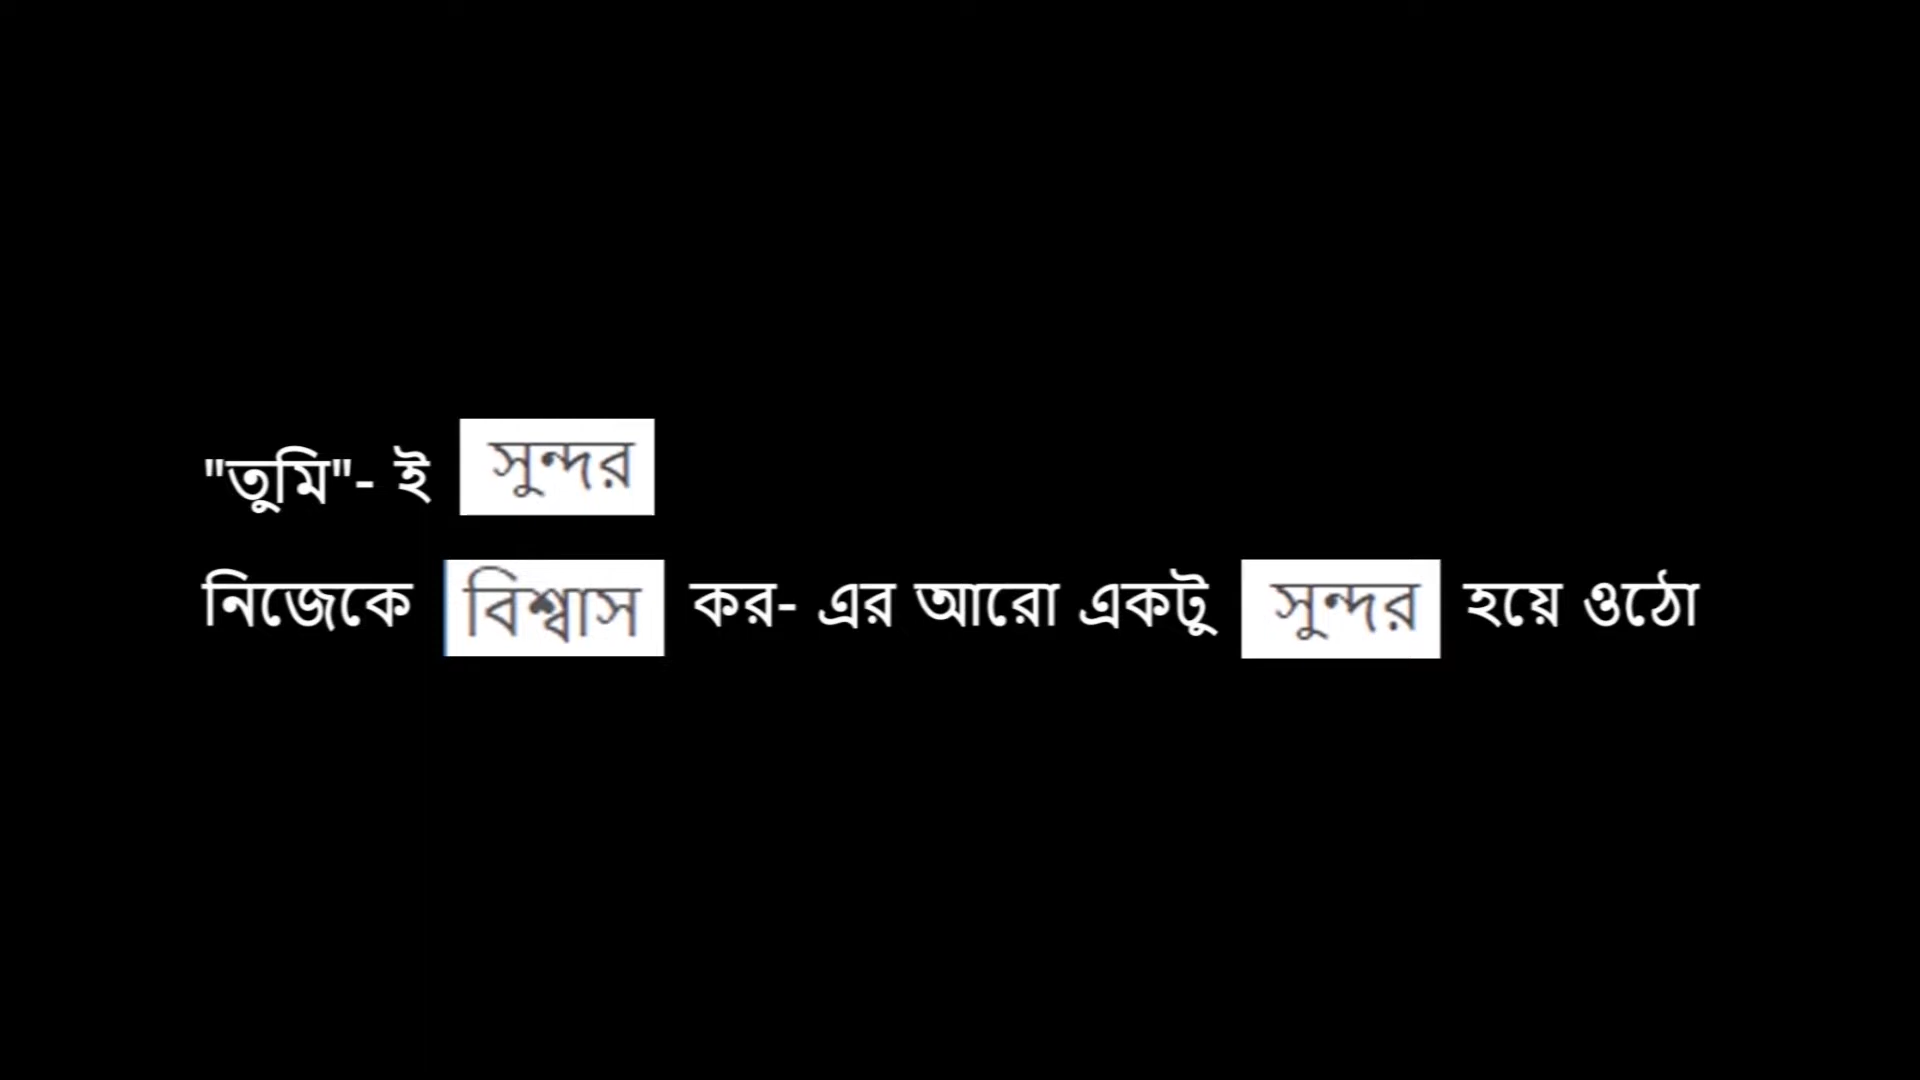 "তুমি"- ই সুন্দর
নিজেকে বিশ্বাস কর- এর আরো একটু সুন্দর হয়ে ওঠো